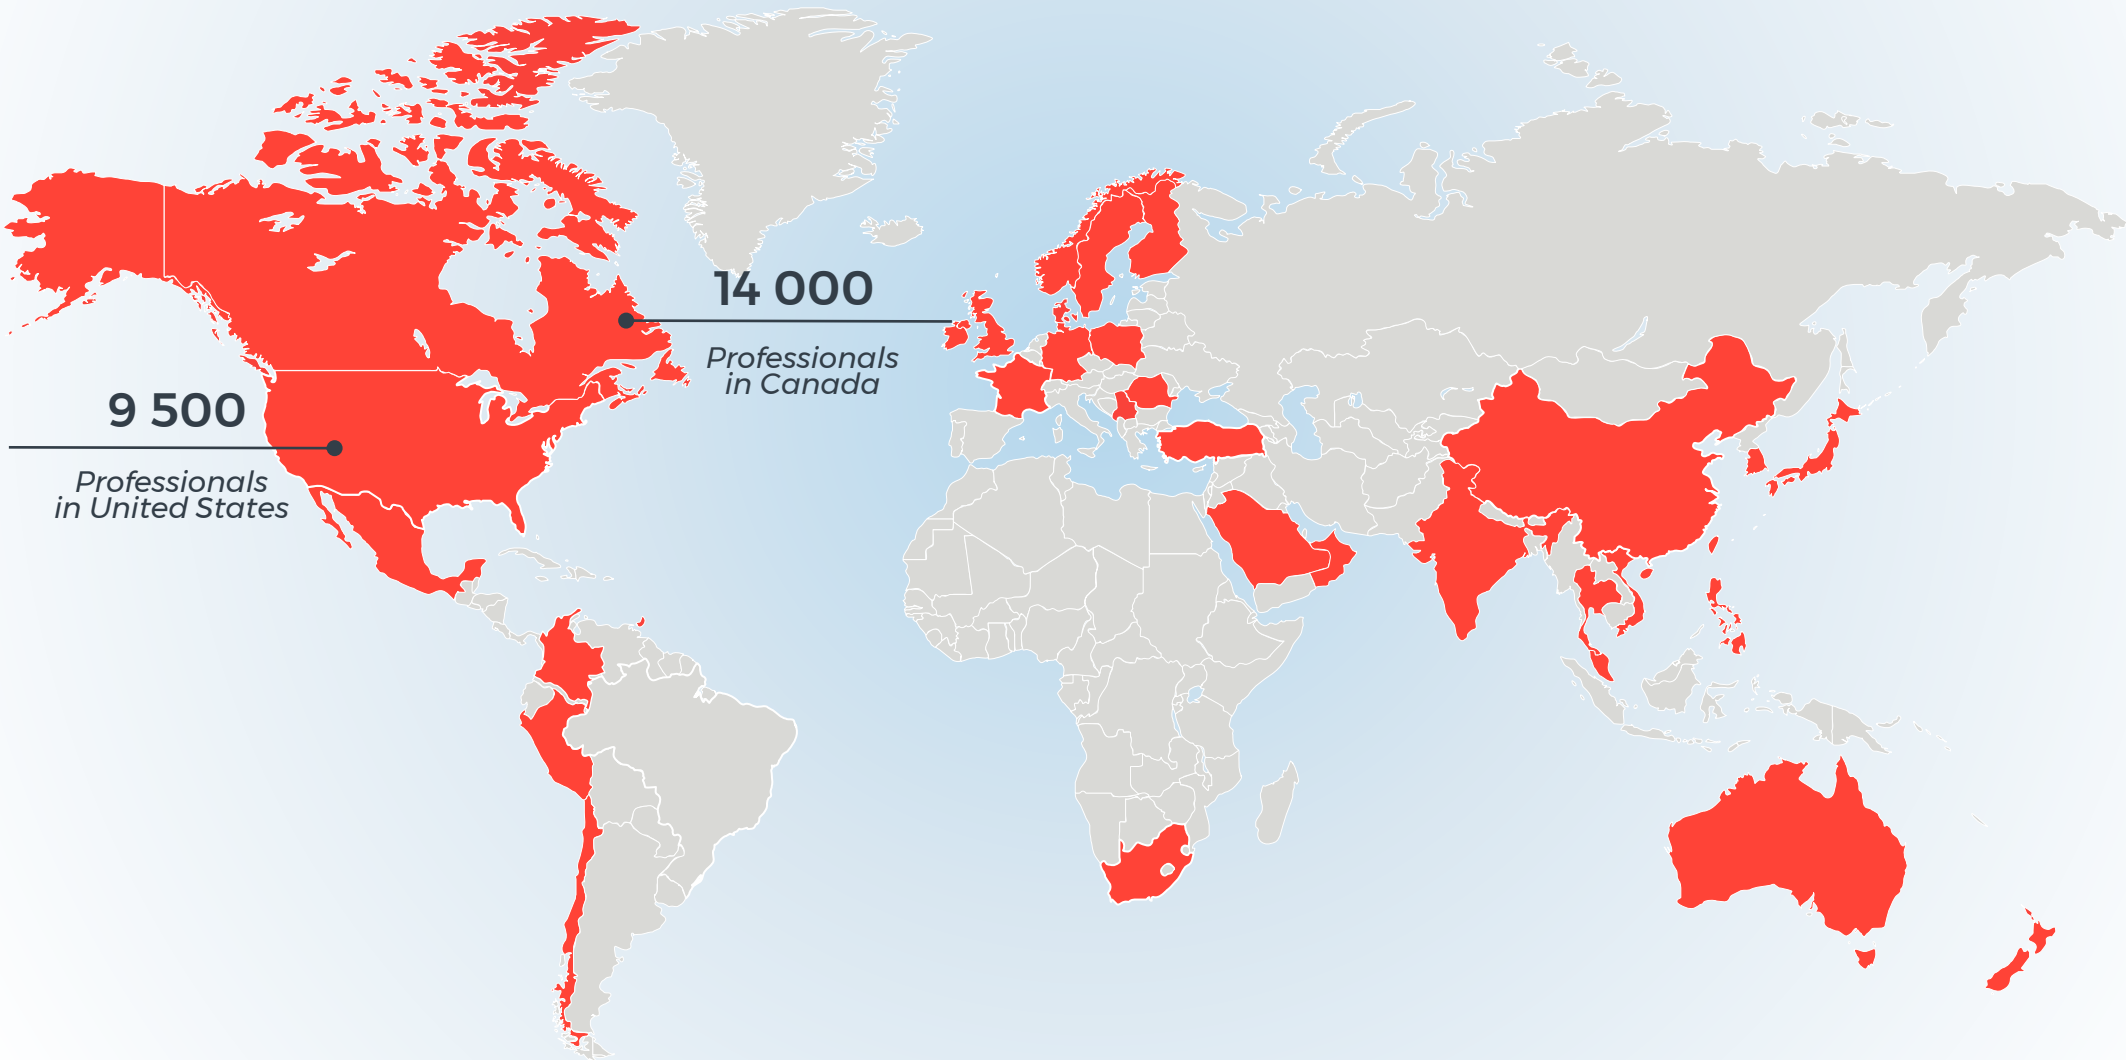 14 000
Professionals
in Canada
9 500
Professionals
in United States